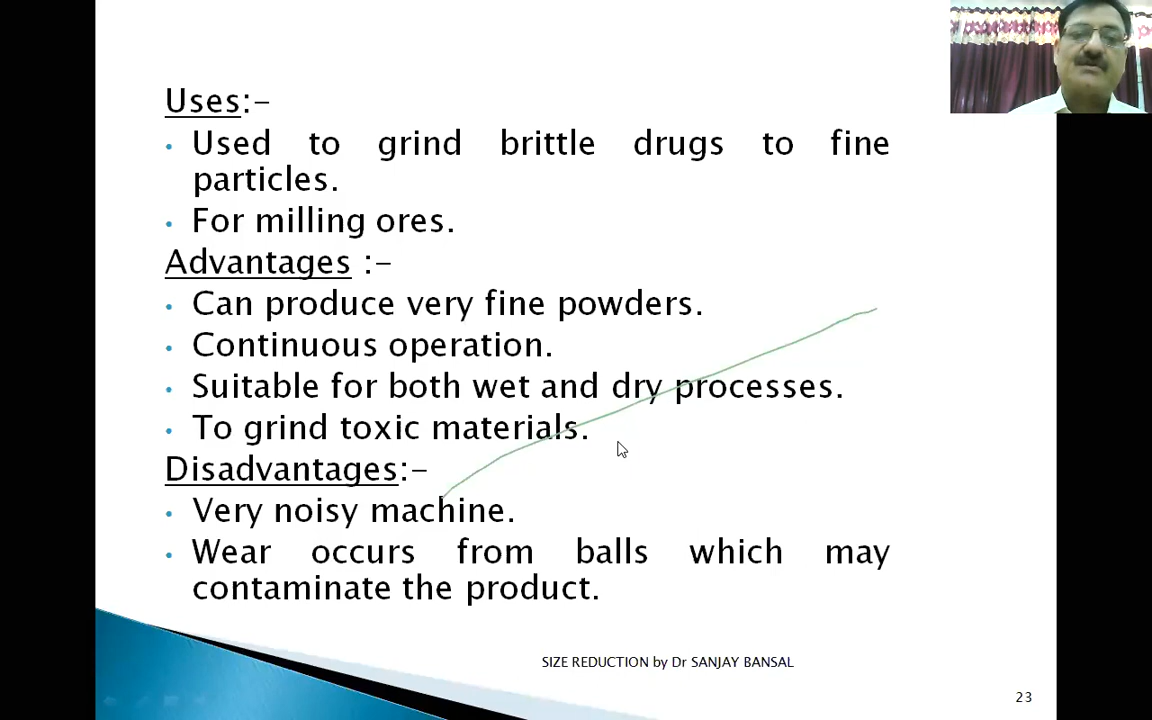 Uses:-
• Used to grind brittle drugs to fine
particles.
• For milling ores.
Advantages :-
• Can produce very fine powders.
• Continuous operation.
• Suitable for both wet and dry processes.
• To grind toxic materials.
Disadvantages:-
• Very noisy machine.
• Wear occurs from balls which may
contaminate the product.
SIZE REDUCTION by Dr SANJAY BANSAL
23